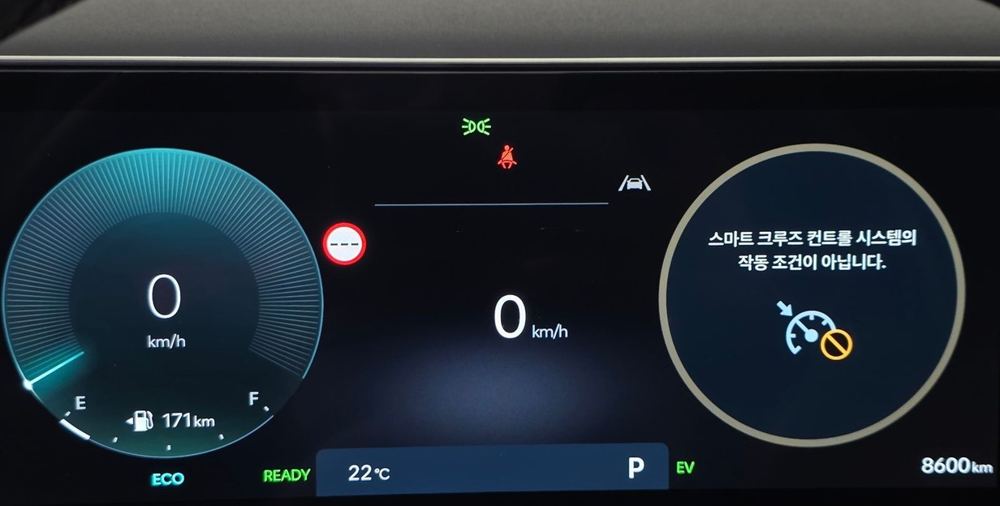 0
km/h
E
F
171km
ECO
READY
---
0 km/h
22°C
P
EV
스마트 크루즈 컨트롤 시스템의
작동 조건이 아닙니다.
8600km